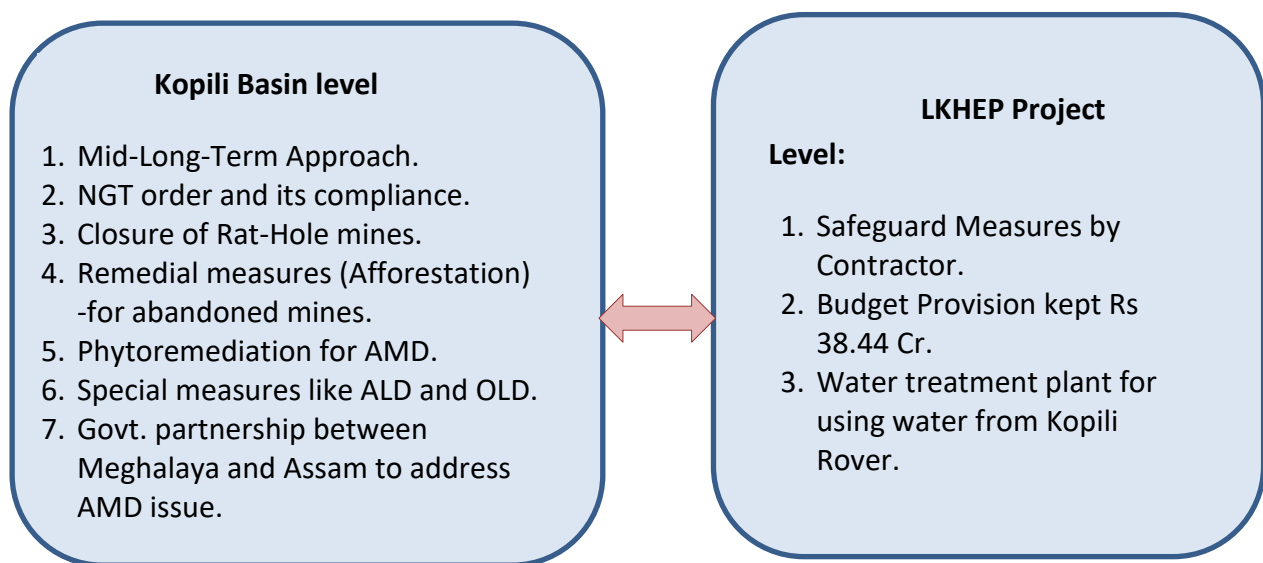 Kopili Basin level
1. Mid-Long-Term Approach.
2. NGT order and its compliance.
3. Closure of Rat-Hole mines.
4. Remedial measures (Afforestation)
-for abandoned mines.
5. Phytoremediation for AMD.
6. Special measures like ALD and OLD.
7. Govt. partnership between
Meghalaya and Assam to address
AMD issue.
LKHEP Project
Level:
1. Safeguard Measures by
Contractor.
2. Budget Provision kept Rs
38.44 Cr.
3. Water treatment plant for
using water from Kopili
Rover.